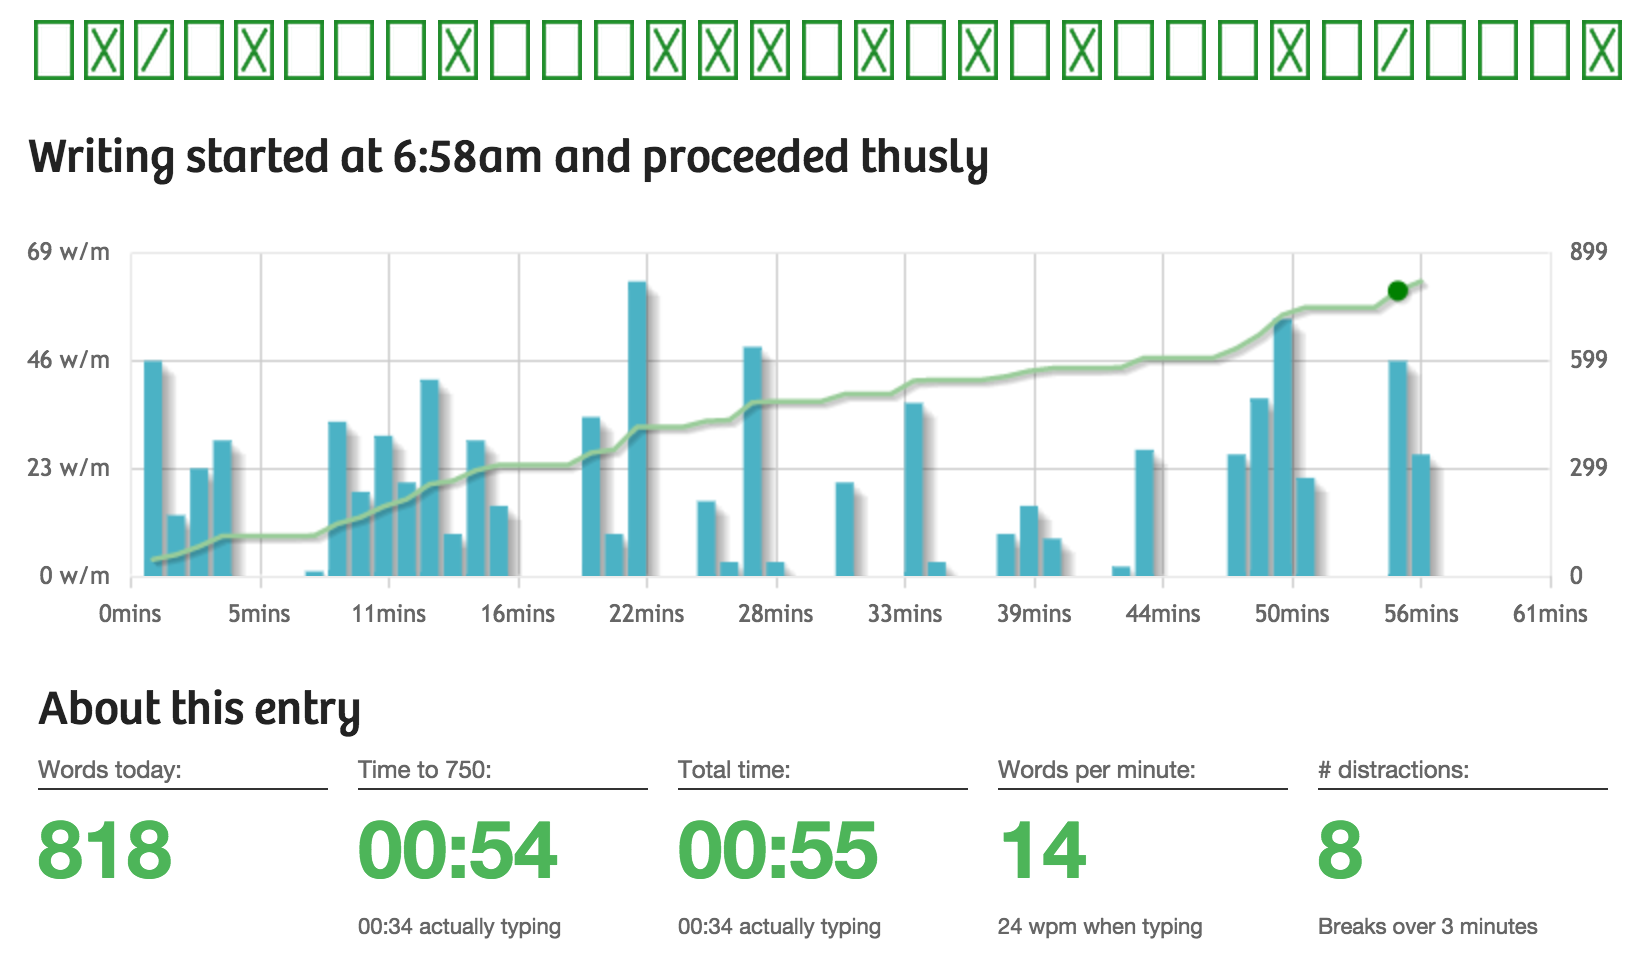 Writing started at 6:58am and proceeded thusly
69 w/m 899
46 w/m 599
23 w/m 299
0 w/m 0
0mins 5mins 11mins 16mins 22mins 28mins 33mins 39mins 44mins 50mins 56mins 61mins
About this entry
Words today: Time to 750: Total time: Words per minute: # distractions:
818 00:54 00:55 14 8
00:34 actually typing 00:34 actually typing 24 wpm when typing Breaks over 3 minutes